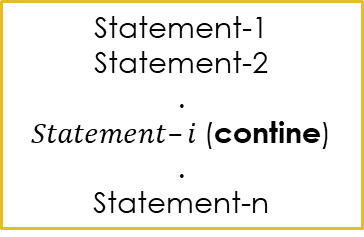 Statement-1
Statement-2
.
Statement– i (contine)
.
Statement-n